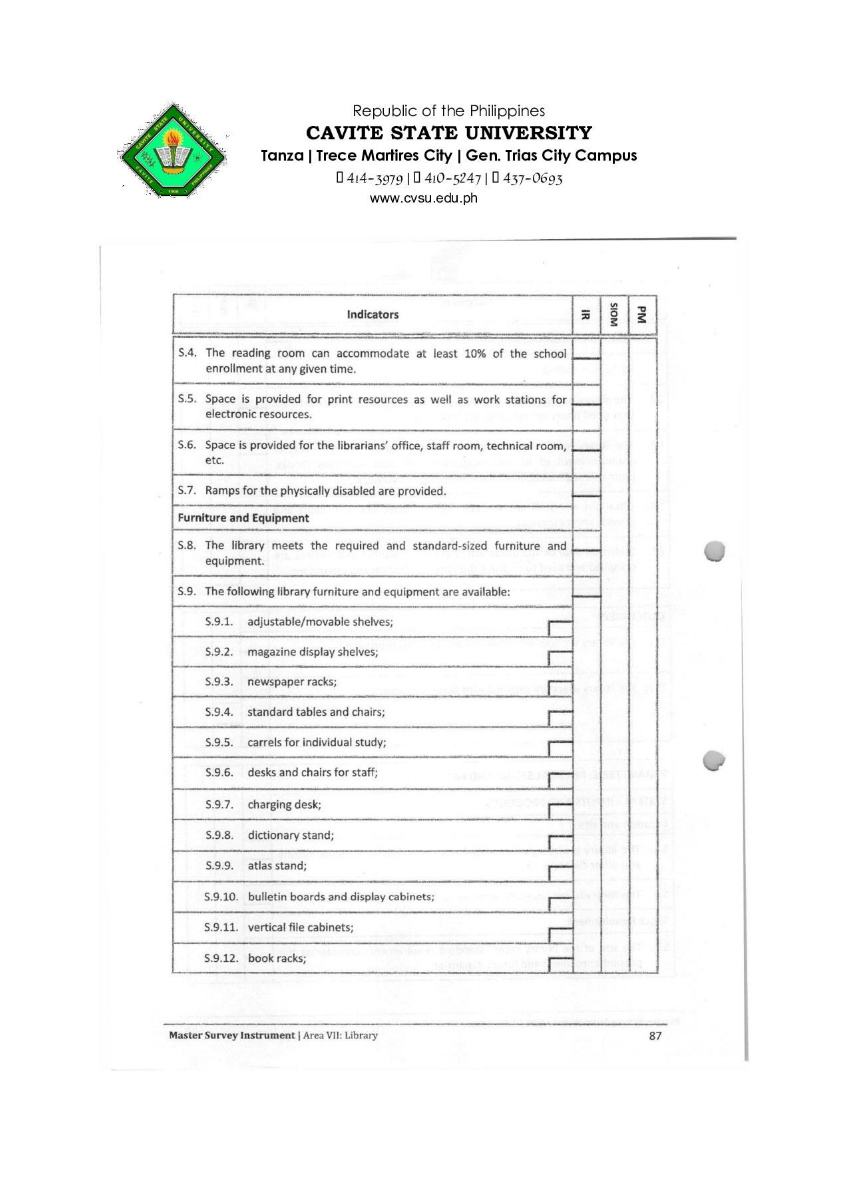 Republic of the Philippines
CAVITE STATE UNIVERSITY
Tanza | Trece Martires City | Gen. Trias City Campus
414-3979 | 410-5247 | 437-0693
www.cvsu.edu.ph
CAVITE STATE UNIVERSITY
CAVITE
PHILIPPINES
Indicators IR SIOM PM
S.4. The reading room can accommodate at least 10% of the school
enrollment at any given time.
S.5. Space is provided for print resources as well as work stations for
electronic resources.
S.6. Space is provided for the librarians' office, staff room, technical room,
etc.
S.7. Ramps for the physically disabled are provided.
Furniture and Equipment
S.8. The library meets the required and standard-sized furniture and
equipment.
S.9. The following library furniture and equipment are available:
S.9.1. adjustable/movable shelves;
S.9.2. magazine display shelves;
S.9.3. newspaper racks;
S.9.4. standard tables and chairs;
S.9.5. carrels for individual study;
S.9.6. desks and chairs for staff;
S.9.7. charging desk;
S.9.8. dictionary stand;
S.9.9. atlas stand;
S.9.10. bulletin boards and display cabinets;
S.9.11. vertical file cabinets;
S.9.12. book racks;
Master Survey Instrument | Area VII: Library 87